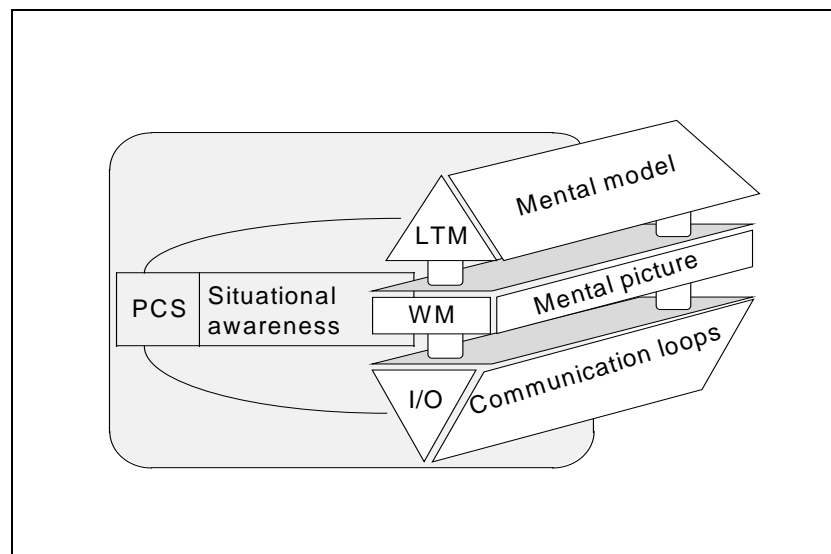 Mental model
LTM
Mental picture
PCS
Situational
awareness
WM
Communication loops
I/O